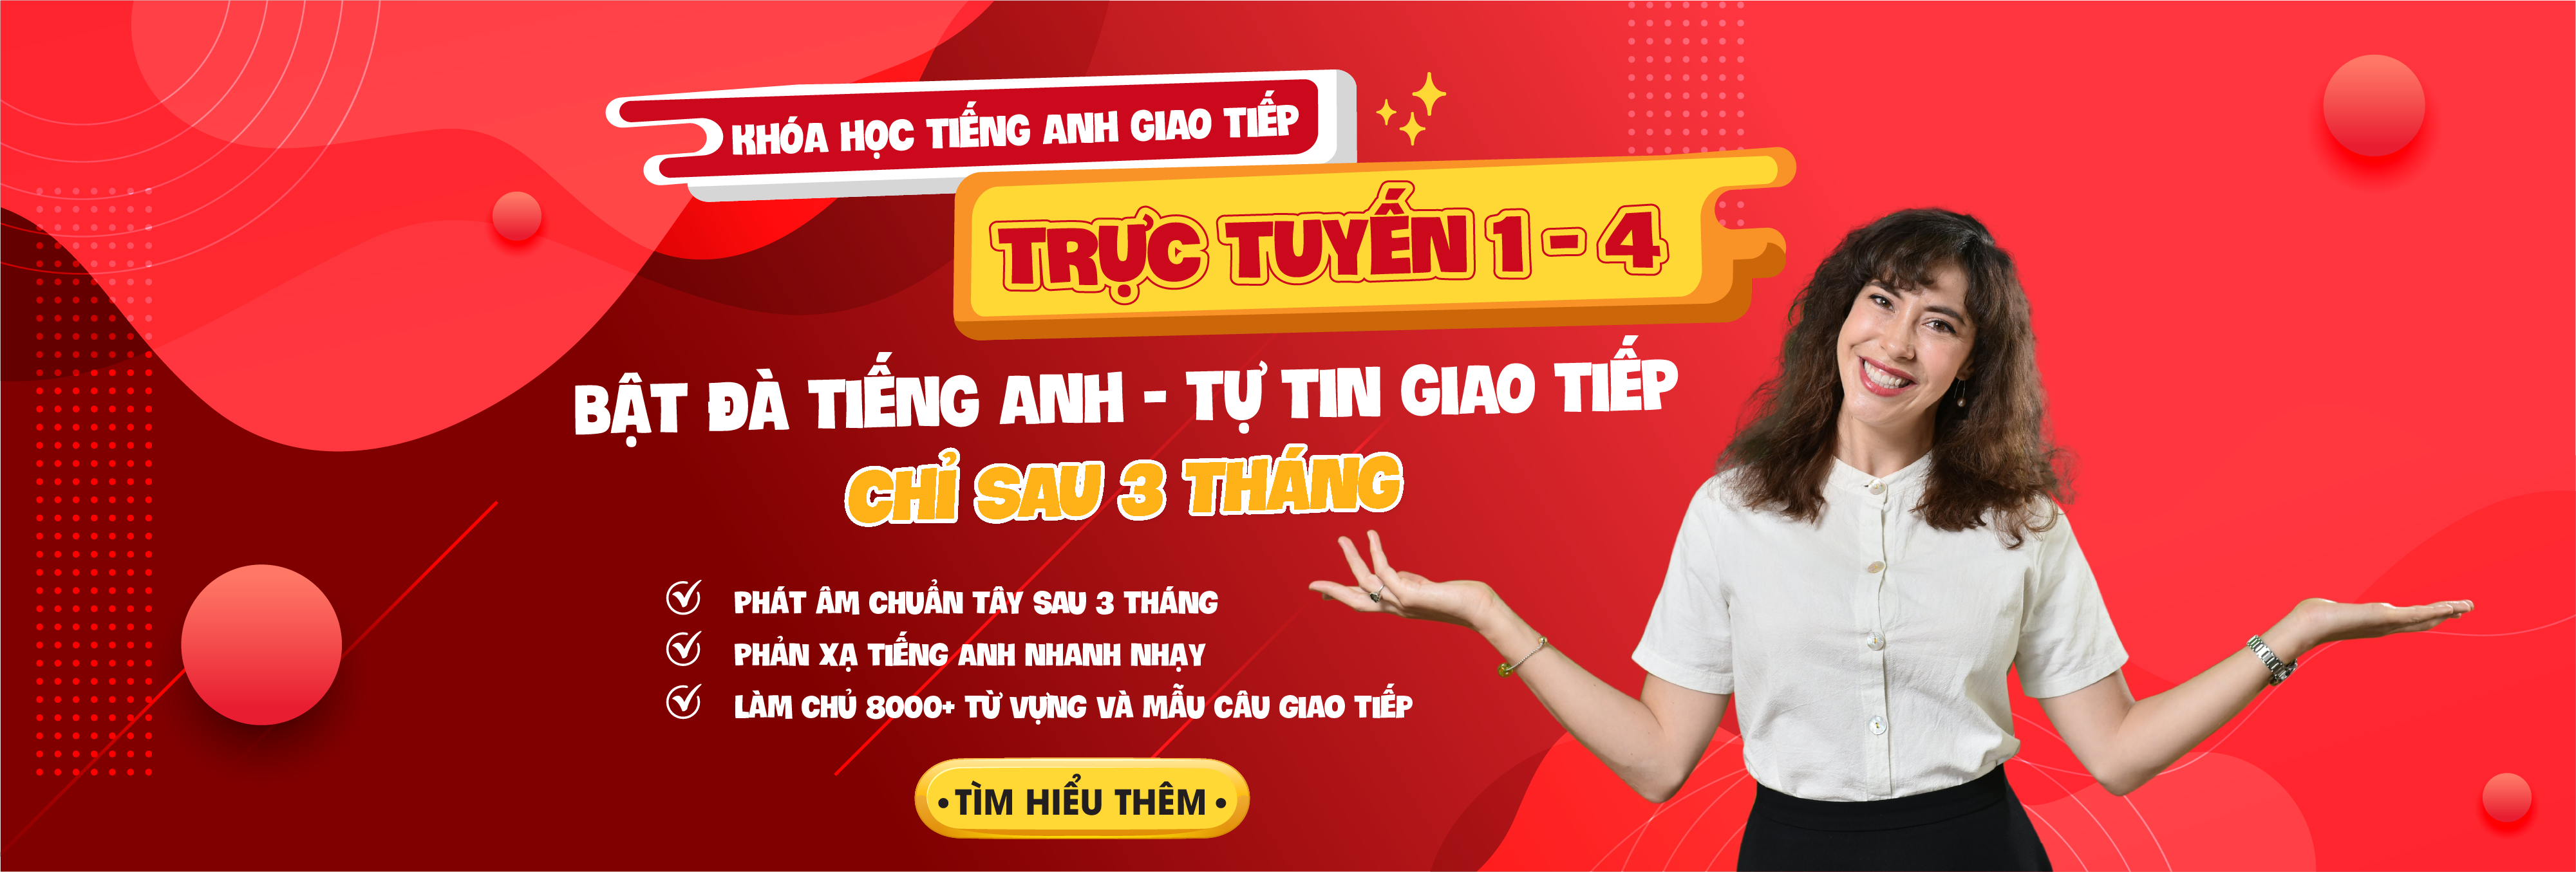 KHÓA HỌC TIẾNG ANH GIAO TIẾP
TRỰC TUYẾN 1 - 4
BẬT ĐÀ TIẾNG ANH - TỰ TIN GIAO TIẾP
CHỈ SAU 3 THÁNG
PHÁT ÂM CHUẨN TÂY SAU 3 THÁNG
PHẢN XẠ TIẾNG ANH NHANH NHẠY
LÀM CHỦ 8000+ TỪ VỰNG VÀ MẪU CÂU GIAO TIẾP
• TÌM HIỂU THÊM •